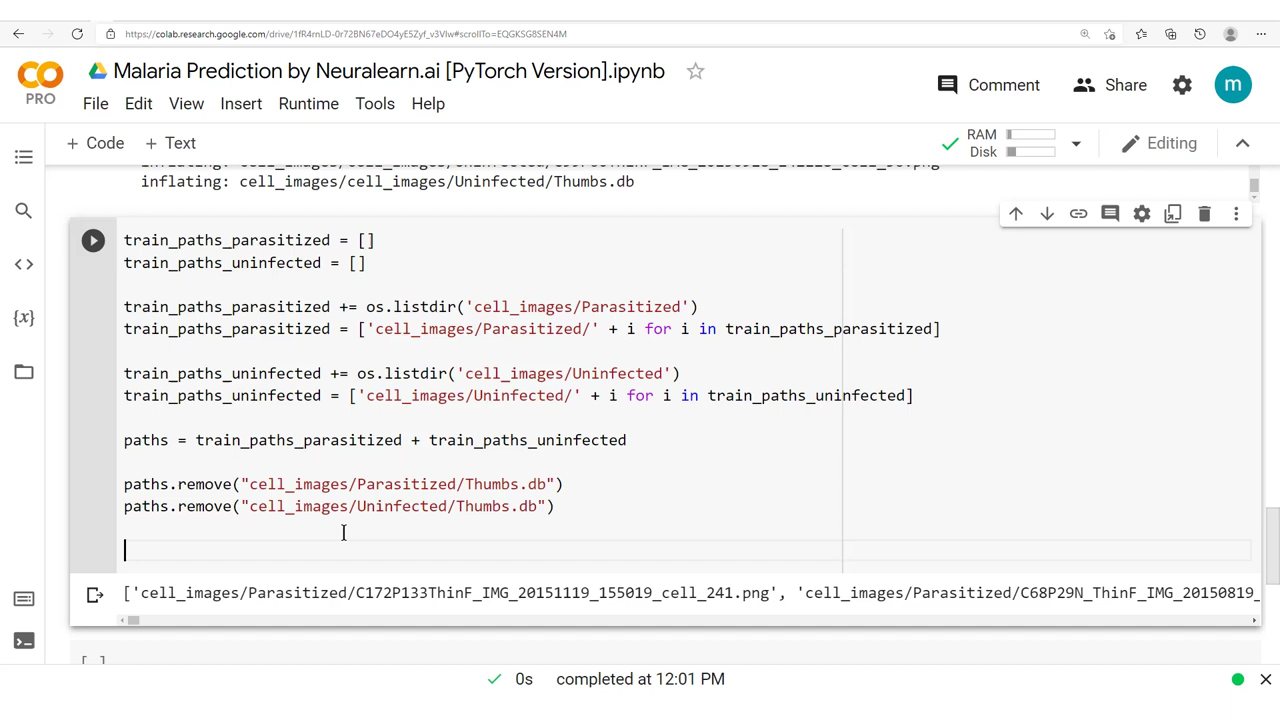 https://colab.research.google.com/drive/1fR4rnLD-0r72BN67eDO4yE5Zyf_v3Vlw#scrollTo=EQGKSG8SEN4M
CO
PRO
Malaria Prediction by Neuralearn.ai [PyTorch Version].ipynb
File Edit View Insert Runtime Tools Help
Comment Share m
+ Code + Text
RAM
Disk
Editing
inflating: cell_images/cell_images/Uninfected/Thumbs.db
train_paths_parasitized = []
train_paths_uninfected = []
train_paths_parasitized += os.listdir('cell_images/Parasitized')
train_paths_parasitized = ['cell_images/Parasitized/' + i for i in train_paths_parasitized]
train_paths_uninfected += os.listdir('cell_images/Uninfected')
train_paths_uninfected = ['cell_images/Uninfected/' + i for i in train_paths_uninfected]
paths = train_paths_parasitized + train_paths_uninfected
paths.remove("cell_images/Parasitized/Thumbs.db")
paths.remove("cell_images/Uninfected/Thumbs.db")
['cell_images/Parasitized/C172P133ThinF_IMG_20151119_155019_cell_241.png', 'cell_images/Parasitized/C68P29N_ThinF_IMG_20150819_
[ ]
0s completed at 12:01 PM